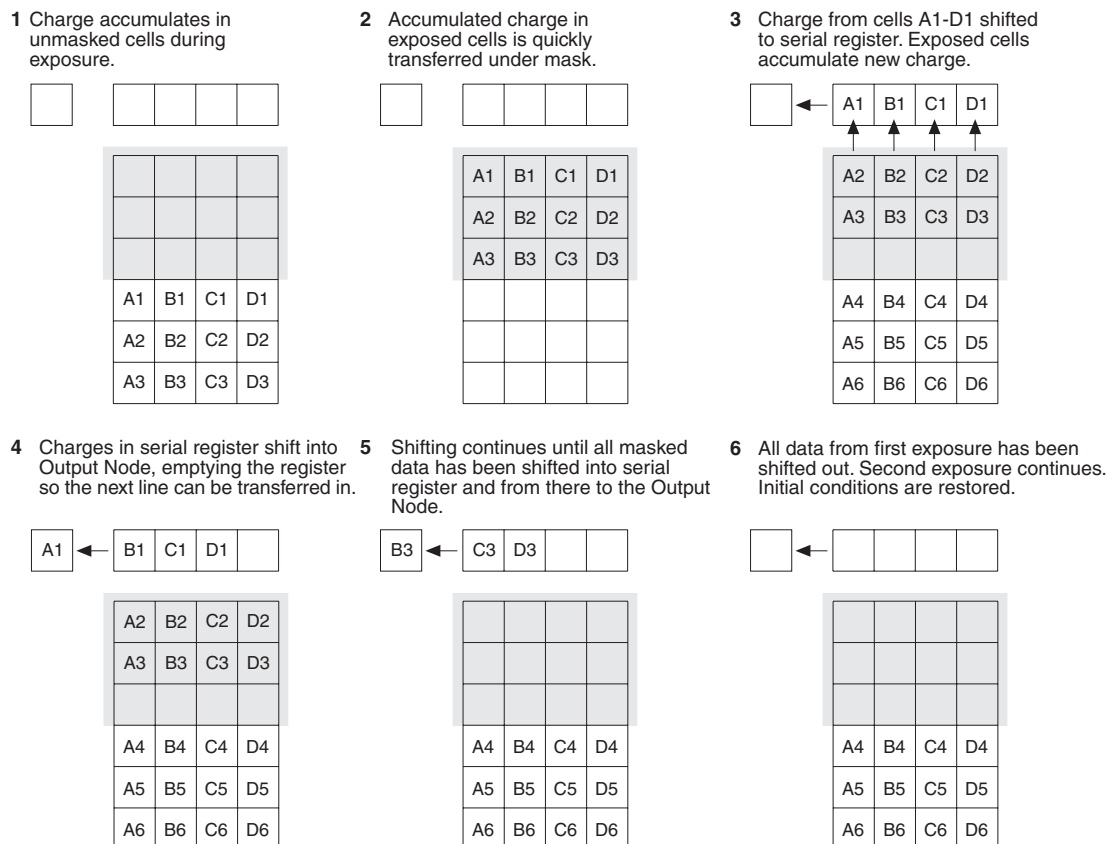 1 Charge accumulates in
unmasked cells during
exposure.
A1 B1 C1 D1
A2 B2 C2 D2
A3 B3 C3 D3
2 Accumulated charge in
exposed cells is quickly
transferred under mask.
A1 B1 C1 D1
A2 B2 C2 D2
A3 B3 C3 D3
3 Charge from cells A1-D1 shifted
to serial register. Exposed cells
accumulate new charge.
A1 B1 C1 D1
A2 B2 C2 D2
A3 B3 C3 D3
A4 B4 C4 D4
A5 B5 C5 D5
A6 B6 C6 D6
4 Charges in serial register shift into
Output Node, emptying the register
so the next line can be transferred in.
A1 B1 C1 D1
A2 B2 C2 D2
A3 B3 C3 D3
A4 B4 C4 D4
A5 B5 C5 D5
A6 B6 C6 D6
5 Shifting continues until all masked
data has been shifted into serial
register and from there to the Output
Node.
B3 C3 D3
A4 B4 C4 D4
A5 B5 C5 D5
A6 B6 C6 D6
6 All data from first exposure has been
shifted out. Second exposure continues.
Initial conditions are restored.
A4 B4 C4 D4
A5 B5 C5 D5
A6 B6 C6 D6